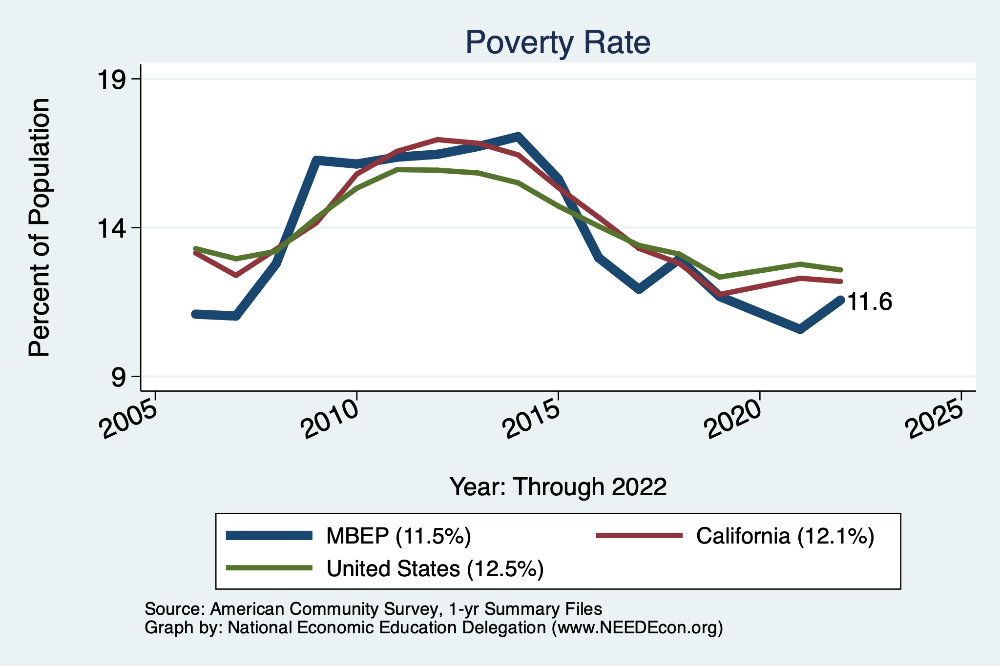 Poverty Rate
Percent of Population
19
14
9
11.6
2005
2010
2015
2020
2025
Year: Through 2022
MBEP (11.5%)
California (12.1%)
United States (12.5%)
Source: American Community Survey, 1-yr Summary Files
Graph by: National Economic Education Delegation (www.NEEDEcon.org)